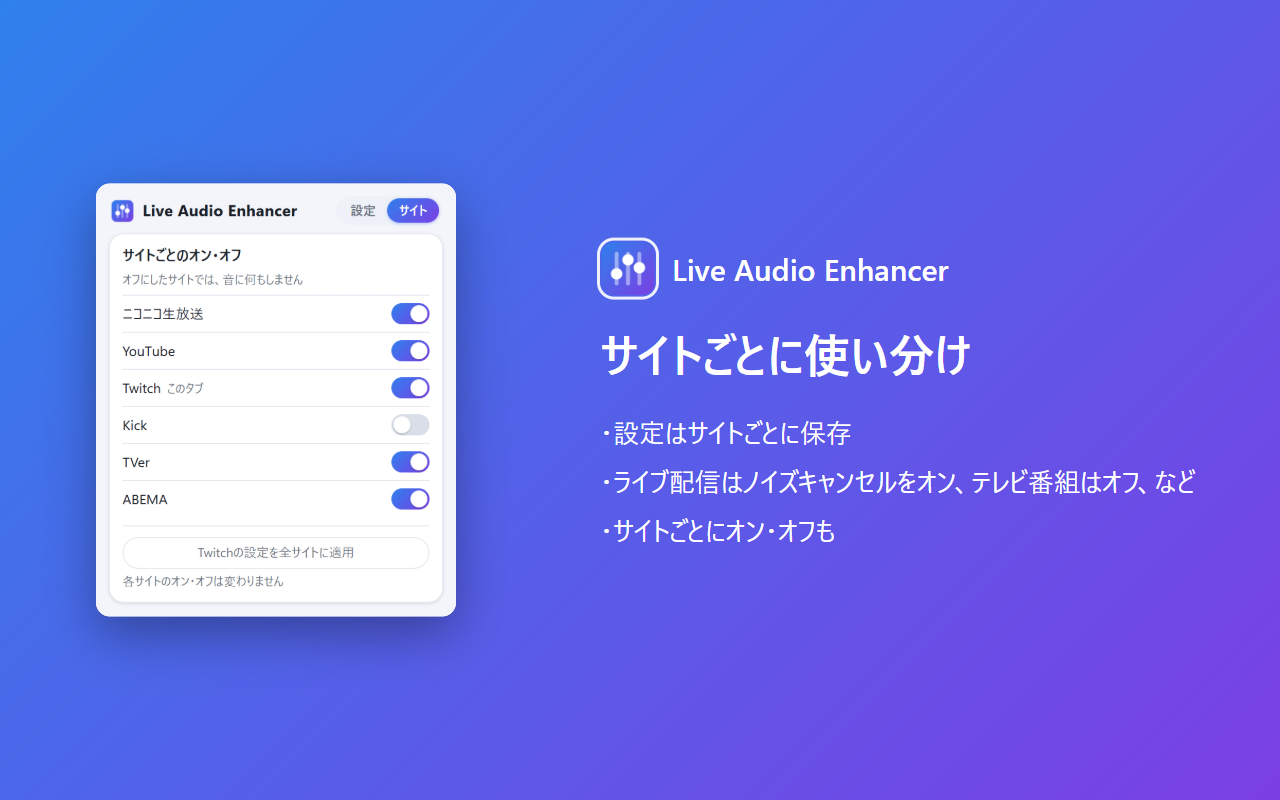 Live Audio Enhancer 設定 サイト
サイトごとのオン・オフ
オフにしたサイトでは、音に何もしません
ニコニコ生放送
YouTube
Twitch このタブ
Kick
TVer
ABEMA
Twitchの設定を全サイトに適用
各サイトのオン・オフは変わりません
Live Audio Enhancer
サイトごとに使い分け
・設定はサイトごとに保存
・ライブ配信はノイズキャンセルをオン、テレビ番組はオフ、など
・サイトごとにオン・オフも